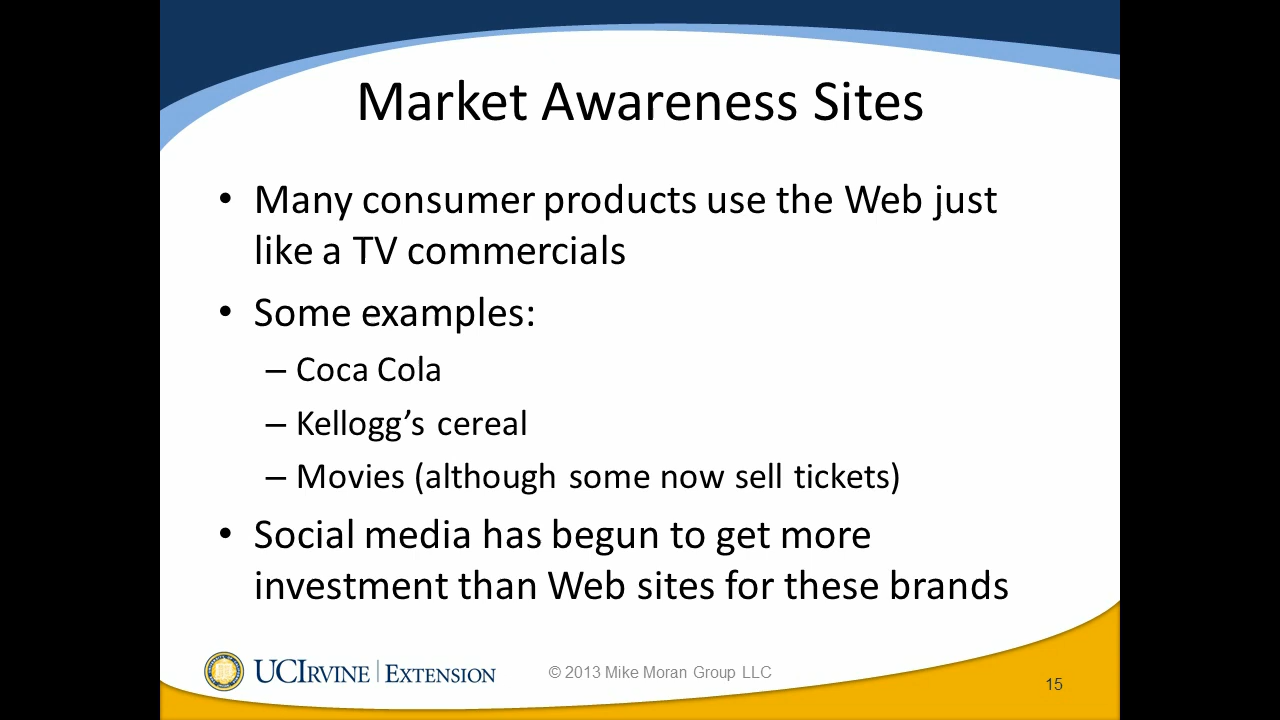 Market Awareness Sites
• Many consumer products use the Web just
like a TV commercials
• Some examples:
– Coca Cola
– Kellogg’s cereal
– Movies (although some now sell tickets)
• Social media has begun to get more
investment than Web sites for these brands
UCIRVINE | EXTENSION
© 2013 Mike Moran Group LLC
15